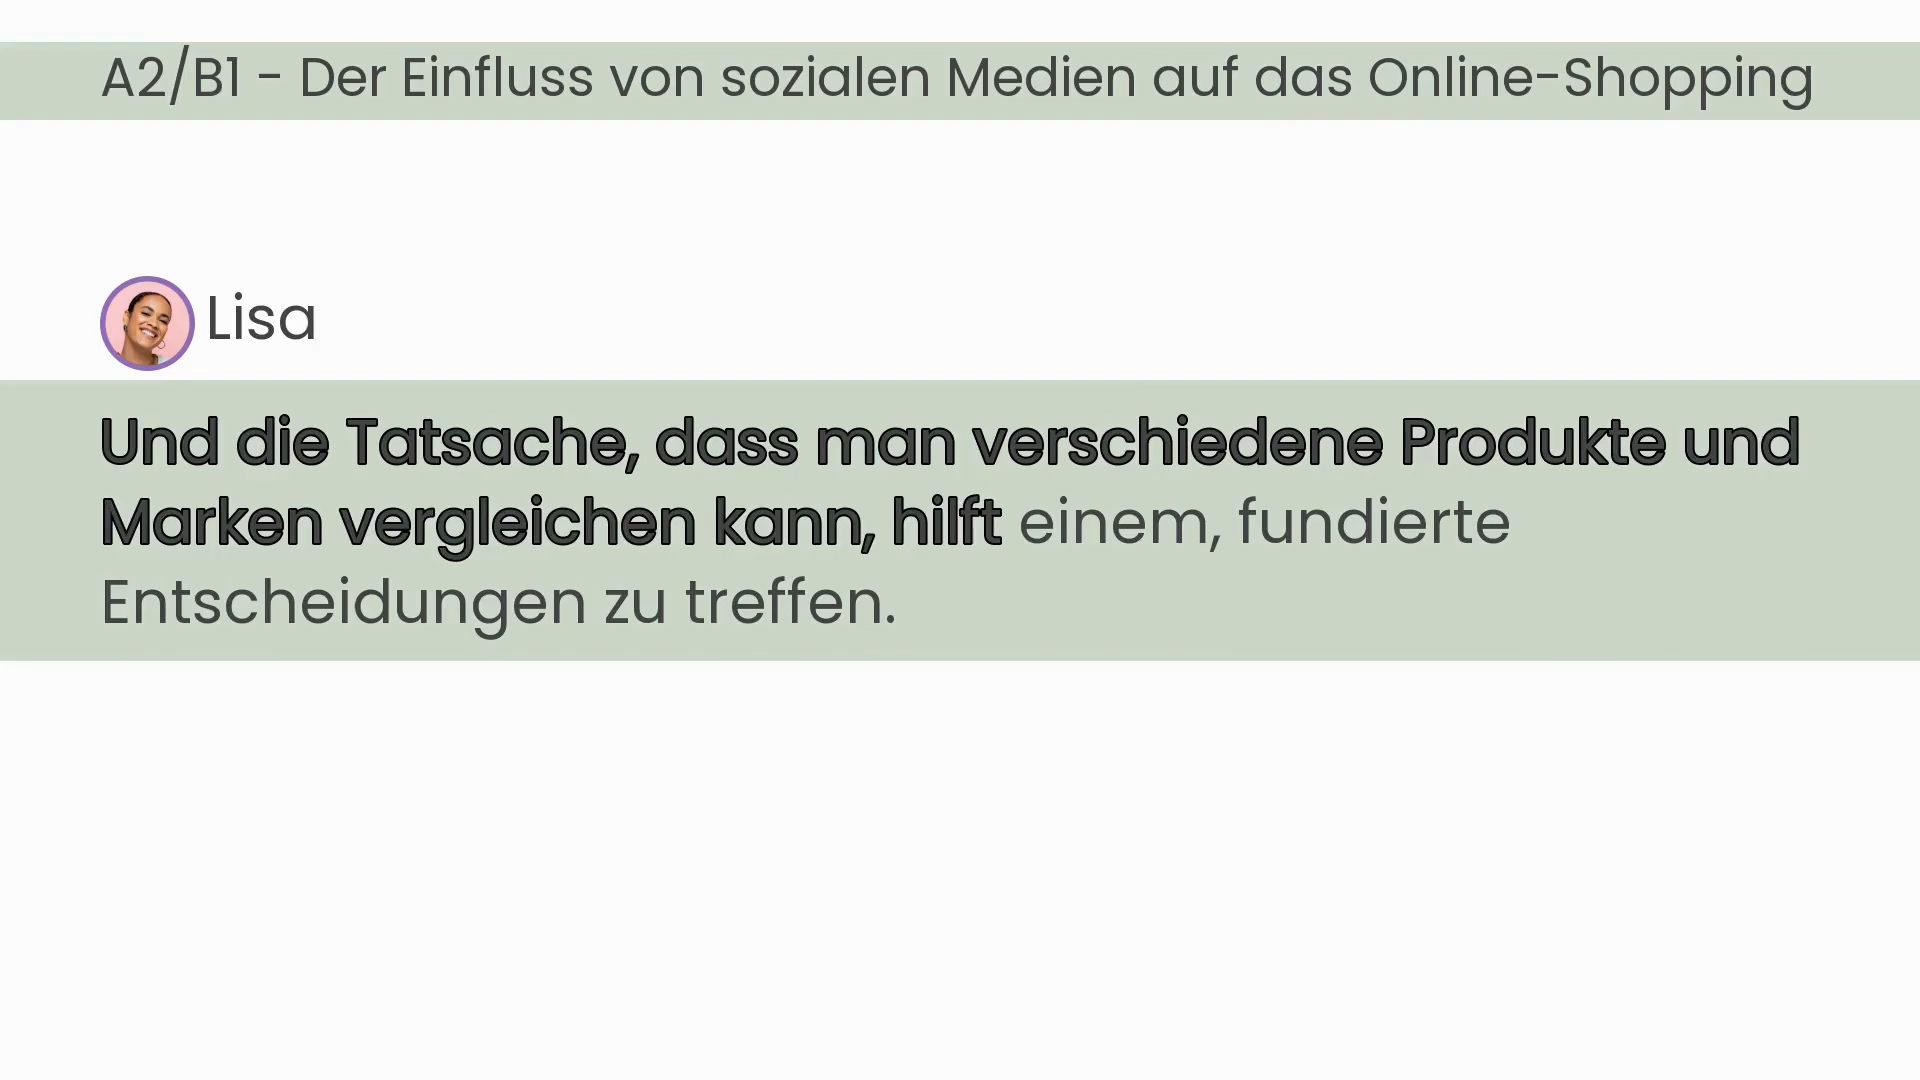 A2/B1 - Der Einfluss von sozialen Medien auf das Online-Shopping
Lisa
Und die Tatsache, dass man verschiedene Produkte und
Marken vergleichen kann, hilft einem, fundierte
Entscheidungen zu treffen.